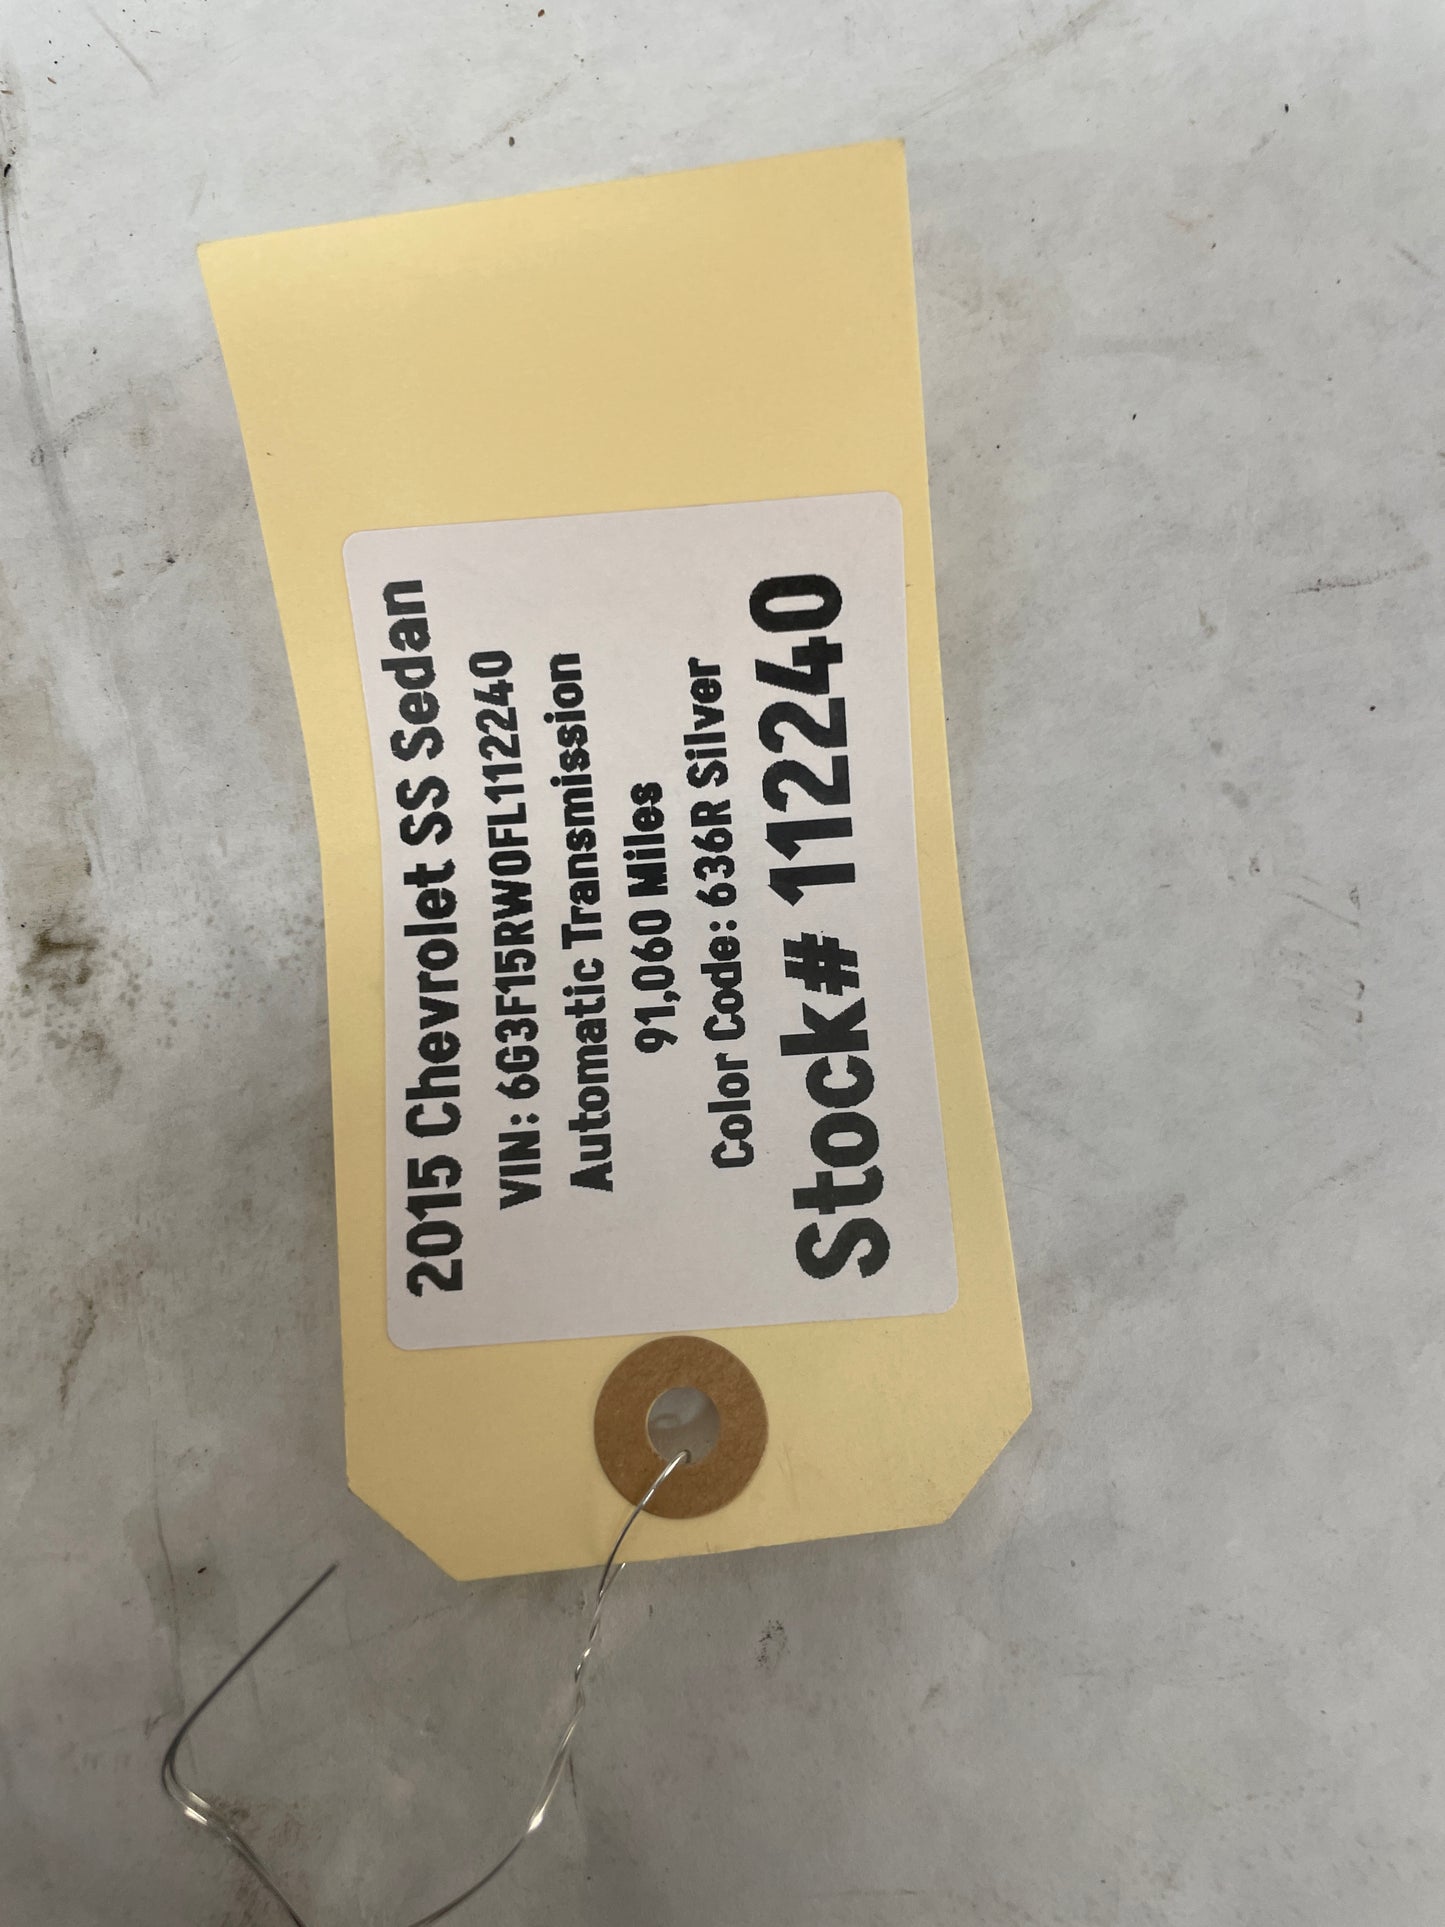 2015 Chevrolet SS Sedan
VIN: 6G3F15RW0FL112240
Automatic Transmission
91,060 Miles
Color Code: 636R Silver
Stock# 112240